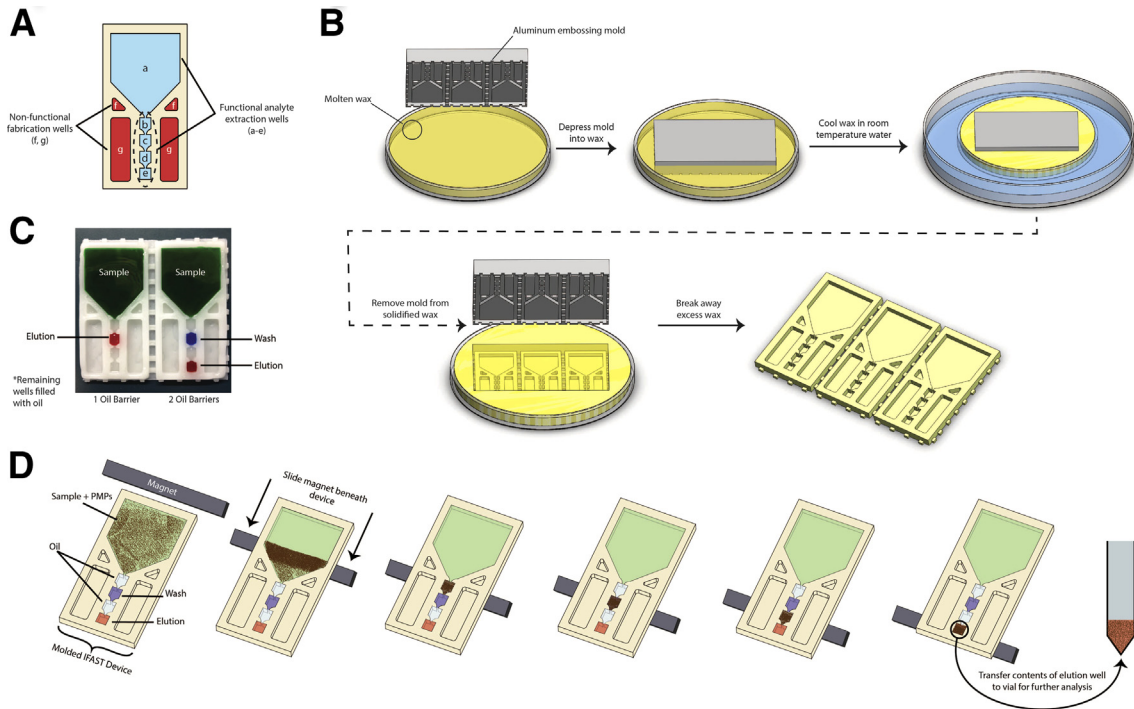 A
a
f
f
b
c
d
e
g
g
Non-functional
fabrication wells
(f, g)
Functional analyte
extraction wells
(a-e)
B
Aluminum embossing mold
Molten wax
Depress mold
into wax
Cool wax in room
temperature water
Remove mold from
solidified wax
Break away
excess wax
C
Sample
Sample
Elution
Wash
Elution
*Remaining
wells filled
with oil
1 Oil Barrier
2 Oil Barriers
D
Magnet
Sample + PMPs
Oil
Wash
Elution
Molded IFAST Device
Slide magnet beneath
device
Transfer contents of elution well
to vial for further analysis